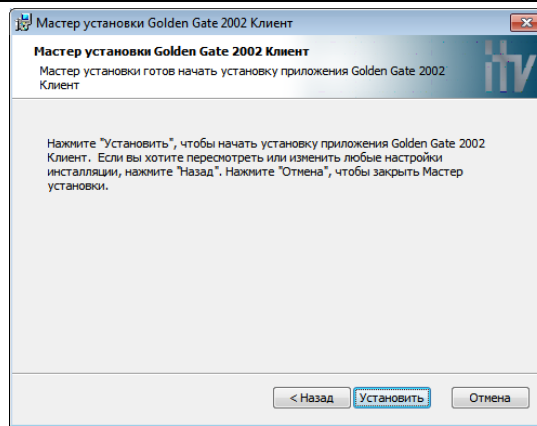 Мастер установки Golden Gate 2002 Клиент
Мастер установки Golden Gate 2002 Клиент
Мастер установки готов начать установку приложения Golden Gate 2002
Клиент
itv
Нажмите "Установить", чтобы начать установку приложения Golden Gate 2002
Клиент. Если вы хотите пересмотреть или изменить любые настройки
инсталляции, нажмите "Назад". Нажмите "Отмена", чтобы закрыть Мастер
установки.
< Назад Установить Отмена